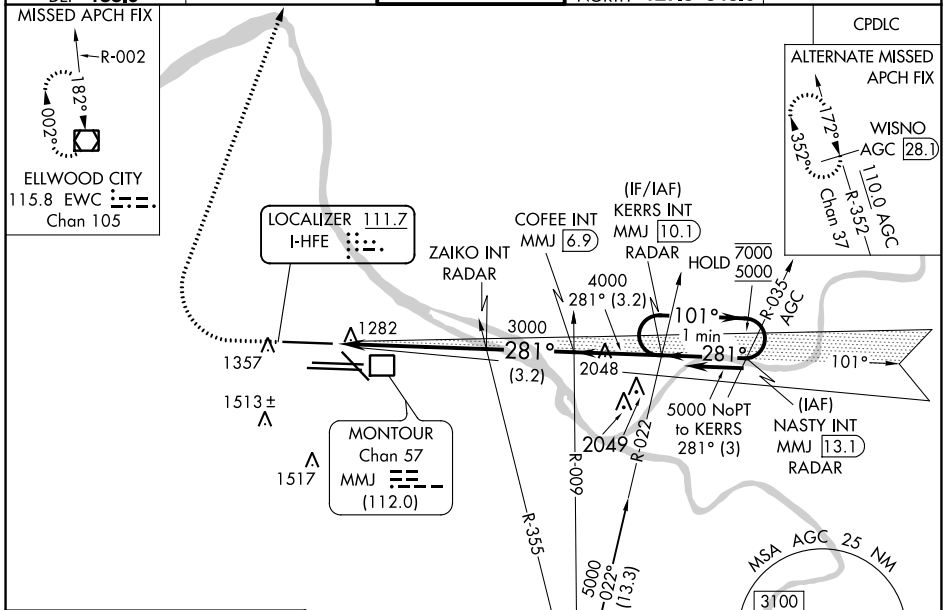 MISSED APCH FIX
R-002
182°
002°
ELLWOOD CITY
115.8 EWC
Chan 105
CPDLC
ALTERNATE MISSED
APCH FIX
172°
352°
WISNO
AGC 28.1
110.0 AGC
R-352
Chan 37
LOCALIZER 111.7
I-HFE
ZAIKO INT
RADAR
COFEE INT
MMJ 6.9
(IF/IAF)
KERRS INT
MMJ 10.1
RADAR
HOLD
7000
5000
R-035
AGC
4000
281° (3.2)
101°
1 min
281°
1282
3000
281°
(3.2)
2048
101°
1357
1513 ±
1517
2049
5000 NoPT
to KERRS
281° (3)
(IAF)
NASTY INT
MMJ 13.1
RADAR
MONTOUR
Chan 57
MMJ
(112.0)
R-022
R-009
R-355
5000
022°
(13.3)
MSA AGC 25 NM
3100